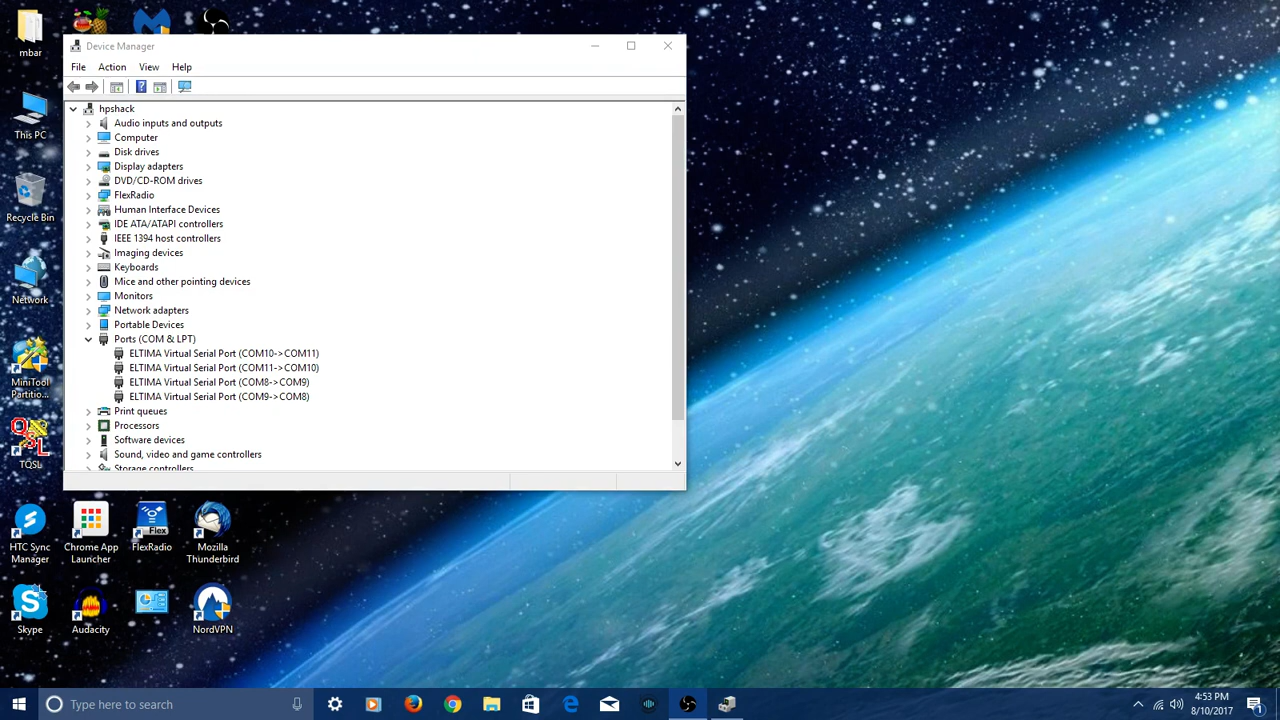 mbar
This PC
Recycle Bin
Network
MiniTool
Partitio...
TQSL
HTC Sync
Manager
Chrome App
Launcher
FlexRadio
Mozilla
Thunderbird
Skype
Audacity
NordVPN
Device Manager
File Action View Help
hpshack
Audio inputs and outputs
Computer
Disk drives
Display adapters
DVD/CD-ROM drives
FlexRadio
Human Interface Devices
IDE ATA/ATAPI controllers
IEEE 1394 host controllers
Imaging devices
Keyboards
Mice and other pointing devices
Monitors
Network adapters
Portable Devices
Ports (COM & LPT)
ELTIMA Virtual Serial Port (COM10->COM11)
ELTIMA Virtual Serial Port (COM11->COM10)
ELTIMA Virtual Serial Port (COM8->COM9)
ELTIMA Virtual Serial Port (COM9->COM8)
Print queues
Processors
Software devices
Sound, video and game controllers
Storage controllers
Type here to search
4:53 PM
8/10/2017